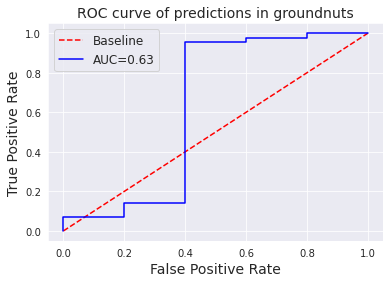 ROC curve of predictions in groundnuts
Baseline
AUC=0.63
True Positive Rate
1.0
0.8
0.6
0.4
0.2
0.0
0.0 0.2 0.4 0.6 0.8 1.0
False Positive Rate